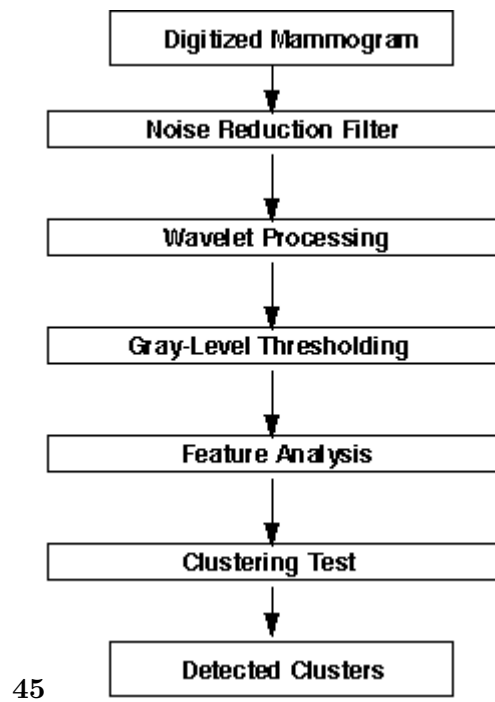 Digitized Mammogram
Noise Reduction Filter
Wavelet Processing
Gray-Level Thresholding
Feature Analysis
Clustering Test
Detected Clusters
45